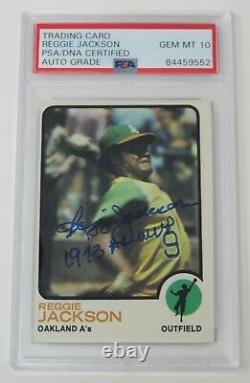 TRADING CARD
REGGIE JACKSON GEM MT 10
PSA/DNA CERTIFIED
AUTO GRADE PSA 84459552
Reggie Jackson
1973 AL MVP
9
REGGIE
JACKSON
OAKLAND A's OUTFIELD